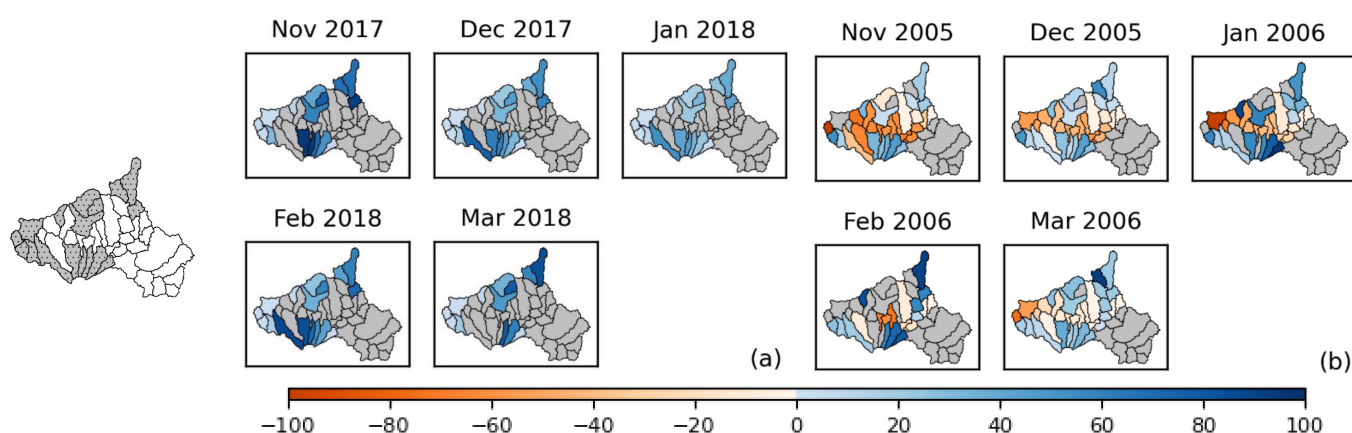 Nov 2017 Dec 2017 Jan 2018 Nov 2005 Dec 2005 Jan 2006
Feb 2018 Mar 2018 Feb 2006 Mar 2006
(a) (b)
−100 −80 −60 −40 −20 0 20 40 60 80 100